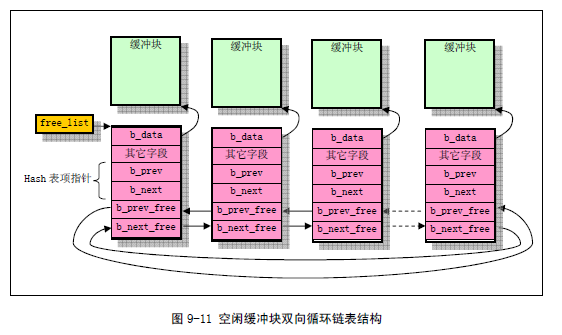 缓冲块 缓冲块 缓冲块 缓冲块
free_list
b_data b_data b_data b_data
其它字段 其它字段 其它字段 其它字段
Hash 表项指针
b_prev b_prev b_prev b_prev
b_next b_next b_next b_next
b_prev_free b_prev_free b_prev_free b_prev_free
b_next_free b_next_free b_next_free b_next_free
图 9-11 空闲缓冲块双向循环链表结构